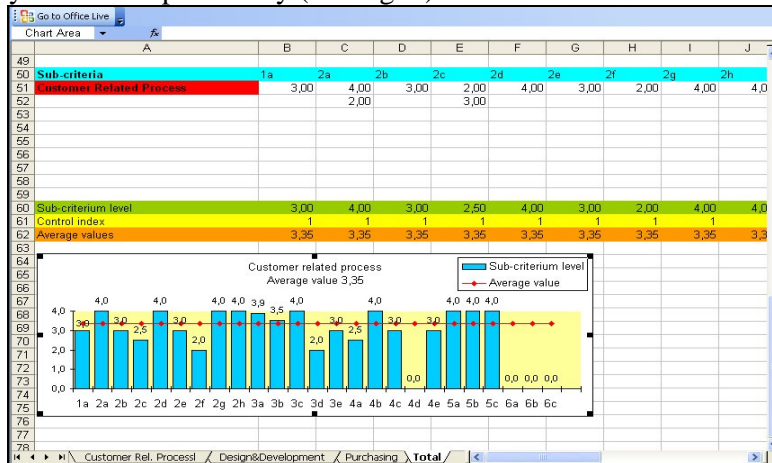 Go to Office Live
Chart Area fx
A B C D E F G H I J
49
50 Sub-criteria 1a 2a 2b 2c 2d 2e 2f 2g 2h
51 Customer Related Process 3,00 4,00 3,00 2,00 4,00 3,00 2,00 4,00 4,0
52 2,00 3,00
53
54
55
56
57
58
59
60 Sub-criterium level 3,00 4,00 3,00 2,50 4,00 3,00 2,00 4,00 4,0
61 Control index 1 1 1 1 1 1 1 1
62 Average values 3,35 3,35 3,35 3,35 3,35 3,35 3,35 3,35 3,3
63
64
65
66
67
68
69
70
71
72
73
74
75
76
77
78
Customer related process
Average value 3,35
Sub-criterium level
Average value
4,0
3,0
2,0
1,0
0,0
3,0 4,0 3,0 2,5 4,0 3,0 2,0 4,0 4,0 3,9 3,5 4,0 2,0 3,0 2,5 4,0 3,0 0,0 3,0 4,0 4,0 4,0 0,0 0,0 0,0
1a 2a 2b 2c 2d 2e 2f 2g 2h 3a 3b 3c 3d 3e 4a 4b 4c 4d 4e 5a 5b 5c 6a 6b 6c
Customer Rel. Processl Design&Development Purchasing Total